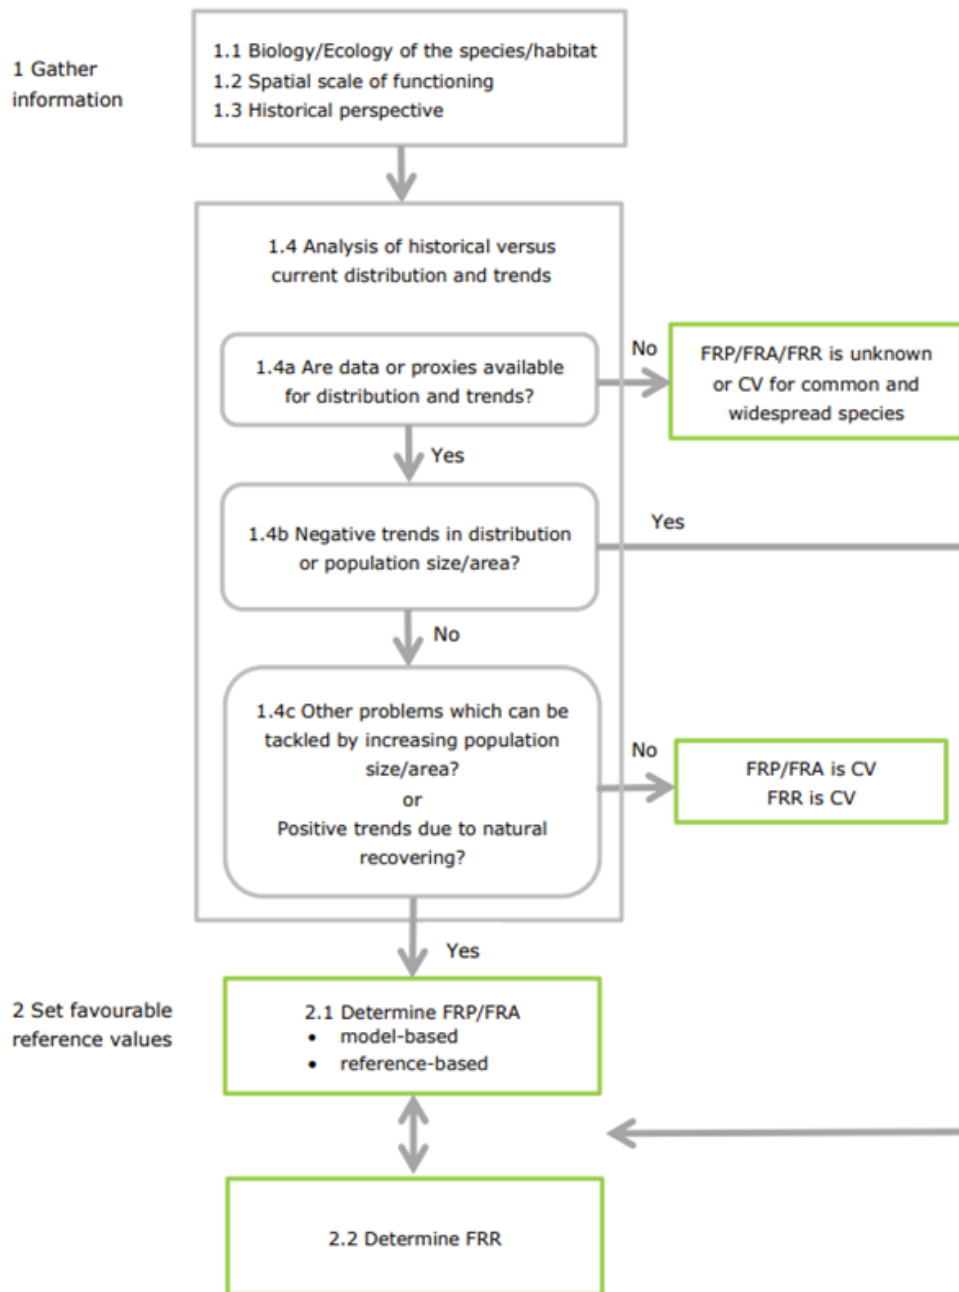 1 Gather
information
1.1 Biology/Ecology of the species/habitat
1.2 Spatial scale of functioning
1.3 Historical perspective
1.4 Analysis of historical versus
current distribution and trends
1.4a Are data or proxies available
for distribution and trends?
No
FRP/FRA/FRR is unknown
or CV for common and
widespread species
Yes
1.4b Negative trends in distribution
or population size/area?
Yes
No
1.4c Other problems which can be
tackled by increasing population
size/area?
or
Positive trends due to natural
recovering?
No
FRP/FRA is CV
FRR is CV
Yes
2 Set favourable
reference values
2.1 Determine FRP/FRA
• model-based
• reference-based
2.2 Determine FRR